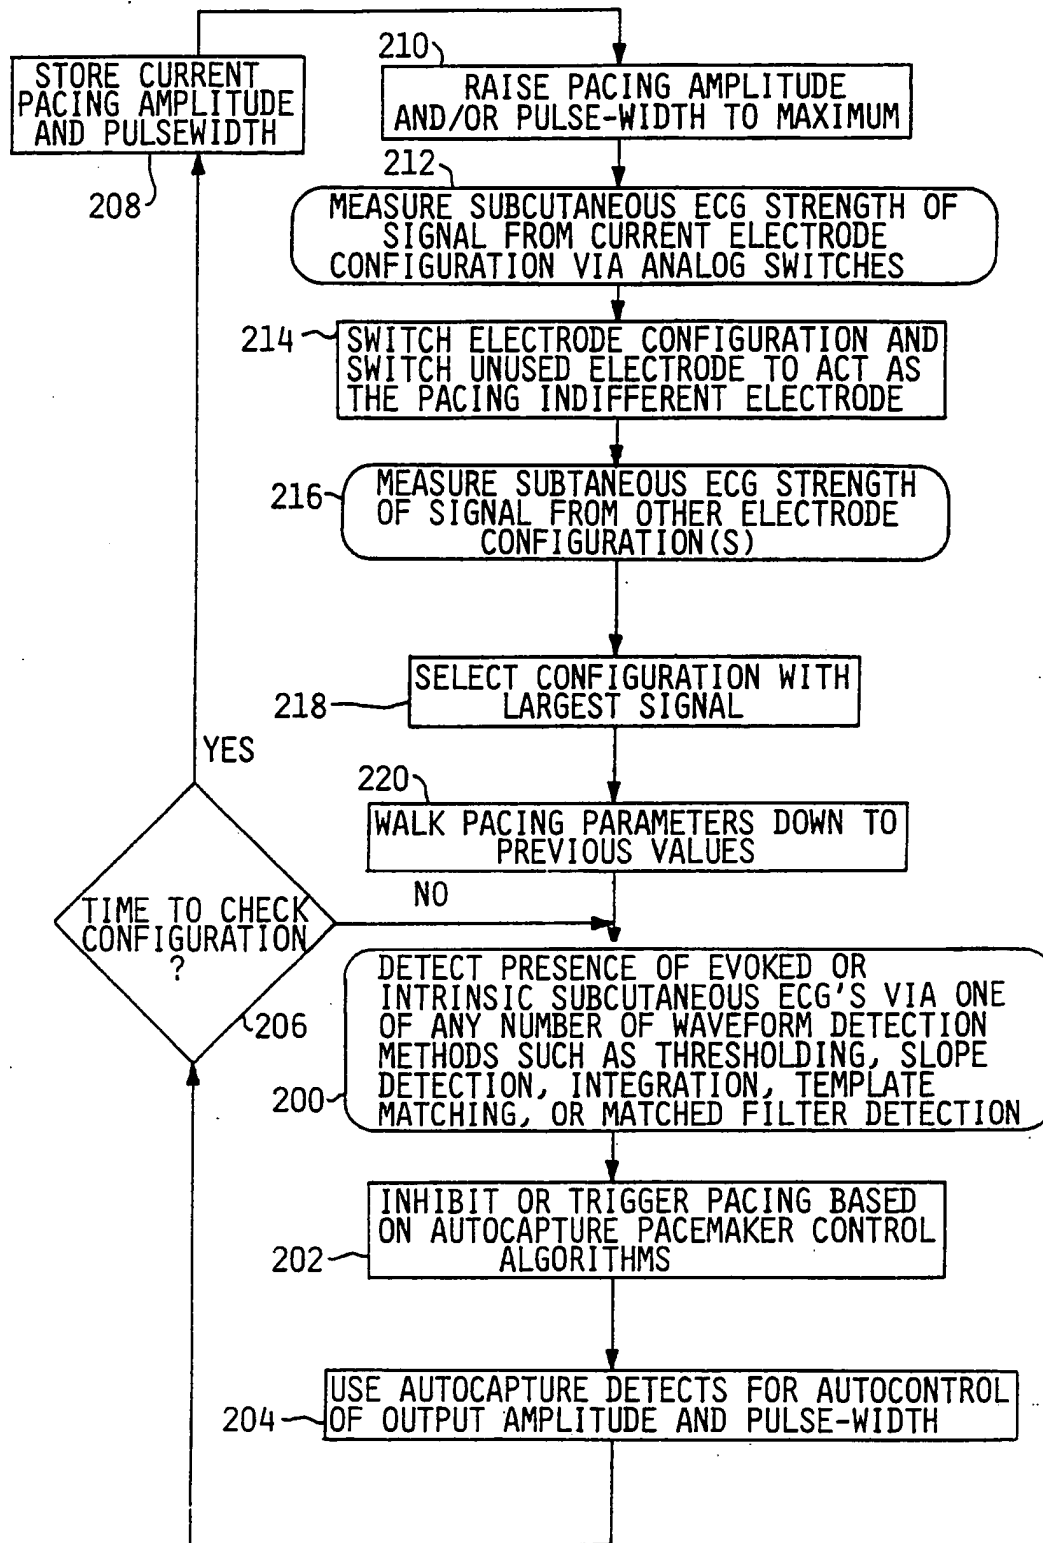 STORE CURRENT
PACING AMPLITUDE
AND PULSEWIDTH
208
210
RAISE PACING AMPLITUDE
AND/OR PULSE-WIDTH TO MAXIMUM
212
MEASURE SUBCUTANEOUS ECG STRENGTH OF
SIGNAL FROM CURRENT ELECTRODE
CONFIGURATION VIA ANALOG SWITCHES
214
SWITCH ELECTRODE CONFIGURATION AND
SWITCH UNUSED ELECTRODE TO ACT AS
THE PACING INDIFFERENT ELECTRODE
216
MEASURE SUBTANEOUS ECG STRENGTH
OF SIGNAL FROM OTHER ELECTRODE
CONFIGURATION(S)
218
SELECT CONFIGURATION WITH
LARGEST SIGNAL
YES
220
WALK PACING PARAMETERS DOWN TO
PREVIOUS VALUES
NO
TIME TO CHECK
CONFIGURATION
?
206
DETECT PRESENCE OF EVOKED OR
INTRINSIC SUBCUTANEOUS ECG'S VIA ONE
OF ANY NUMBER OF WAVEFORM DETECTION
METHODS SUCH AS THRESHOLDING, SLOPE
DETECTION, INTEGRATION, TEMPLATE
MATCHING, OR MATCHED FILTER DETECTION
200
INHIBIT OR TRIGGER PACING BASED
ON AUTOCAPTURE PACEMAKER CONTROL
ALGORITHMS
202
USE AUTOCAPTURE DETECTS FOR AUTOCONTROL
OF OUTPUT AMPLITUDE AND PULSE-WIDTH
204